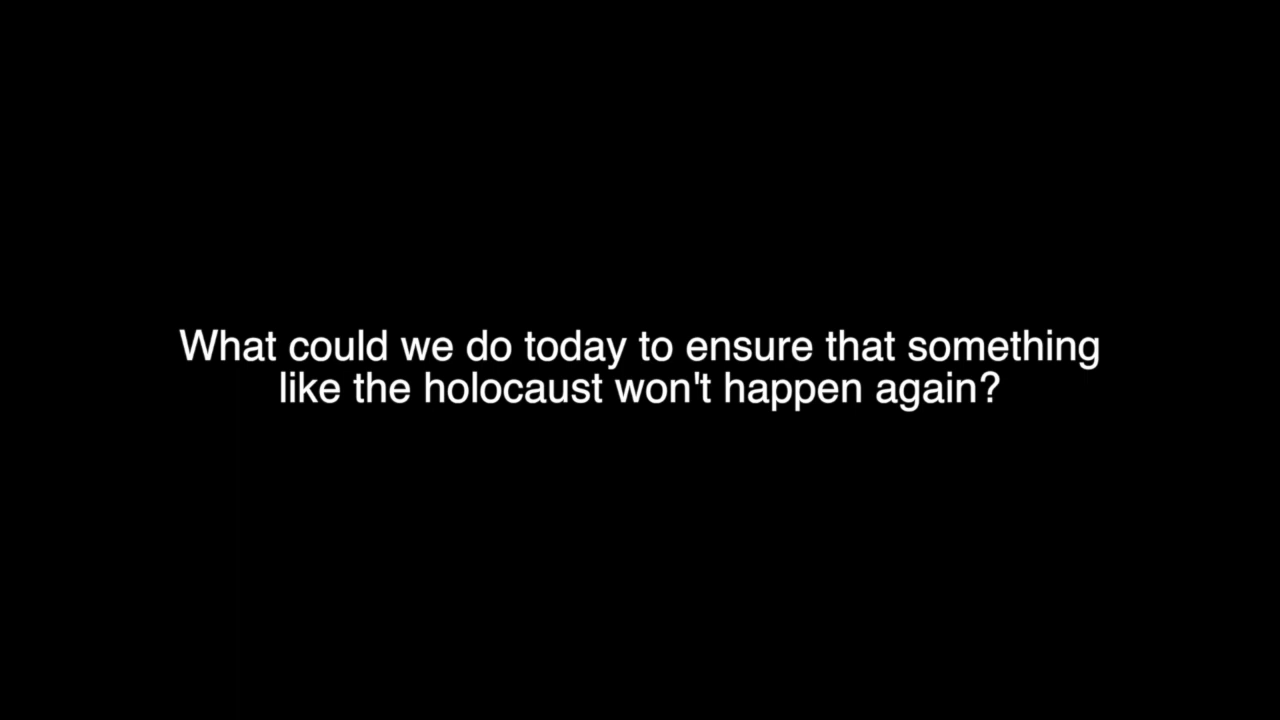 What could we do today to ensure that something
like the holocaust won't happen again?